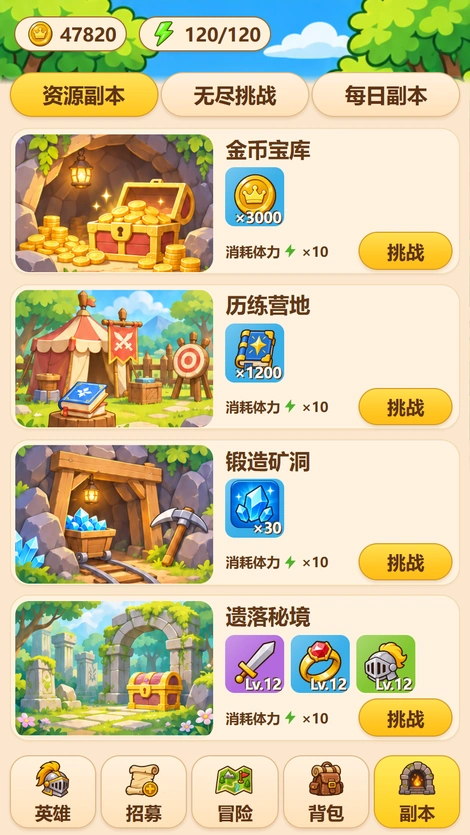 47820
120/120
资源副本
无尽挑战
每日副本
金币宝库
×3000
消耗体力 ×10
挑战
历练营地
×1200
消耗体力 ×10
挑战
锻造矿洞
×30
消耗体力 ×10
挑战
遗落秘境
Lv.12
Lv.12
Lv.12
消耗体力 ×10
挑战
英雄
招募
冒险
背包
副本